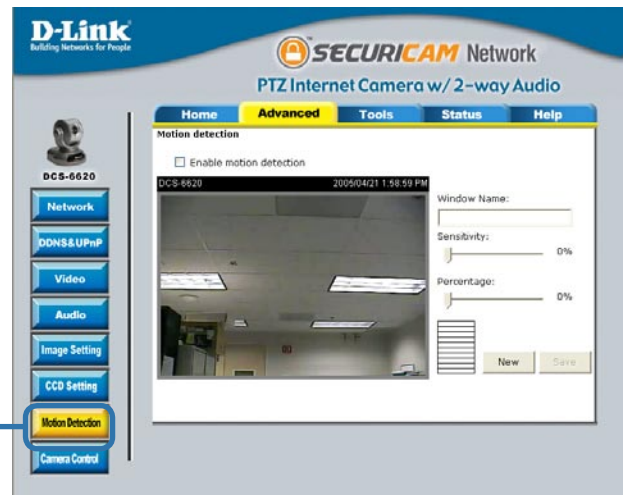 D-Link
Building Networks for People
SECURICAM Network
PTZ Internet Camera w/ 2-way Audio
Home Advanced Tools Status Help
Motion detection
Enable motion detection
DCS-6620 2005/04/21 1:58:59 PM
Window Name:
Sensitivity:
0%
Percentage:
0%
New Save
DCS-6620
Network
DDNS&UPnP
Video
Audio
Image Setting
CCD Setting
Motion Detection
Camera Control